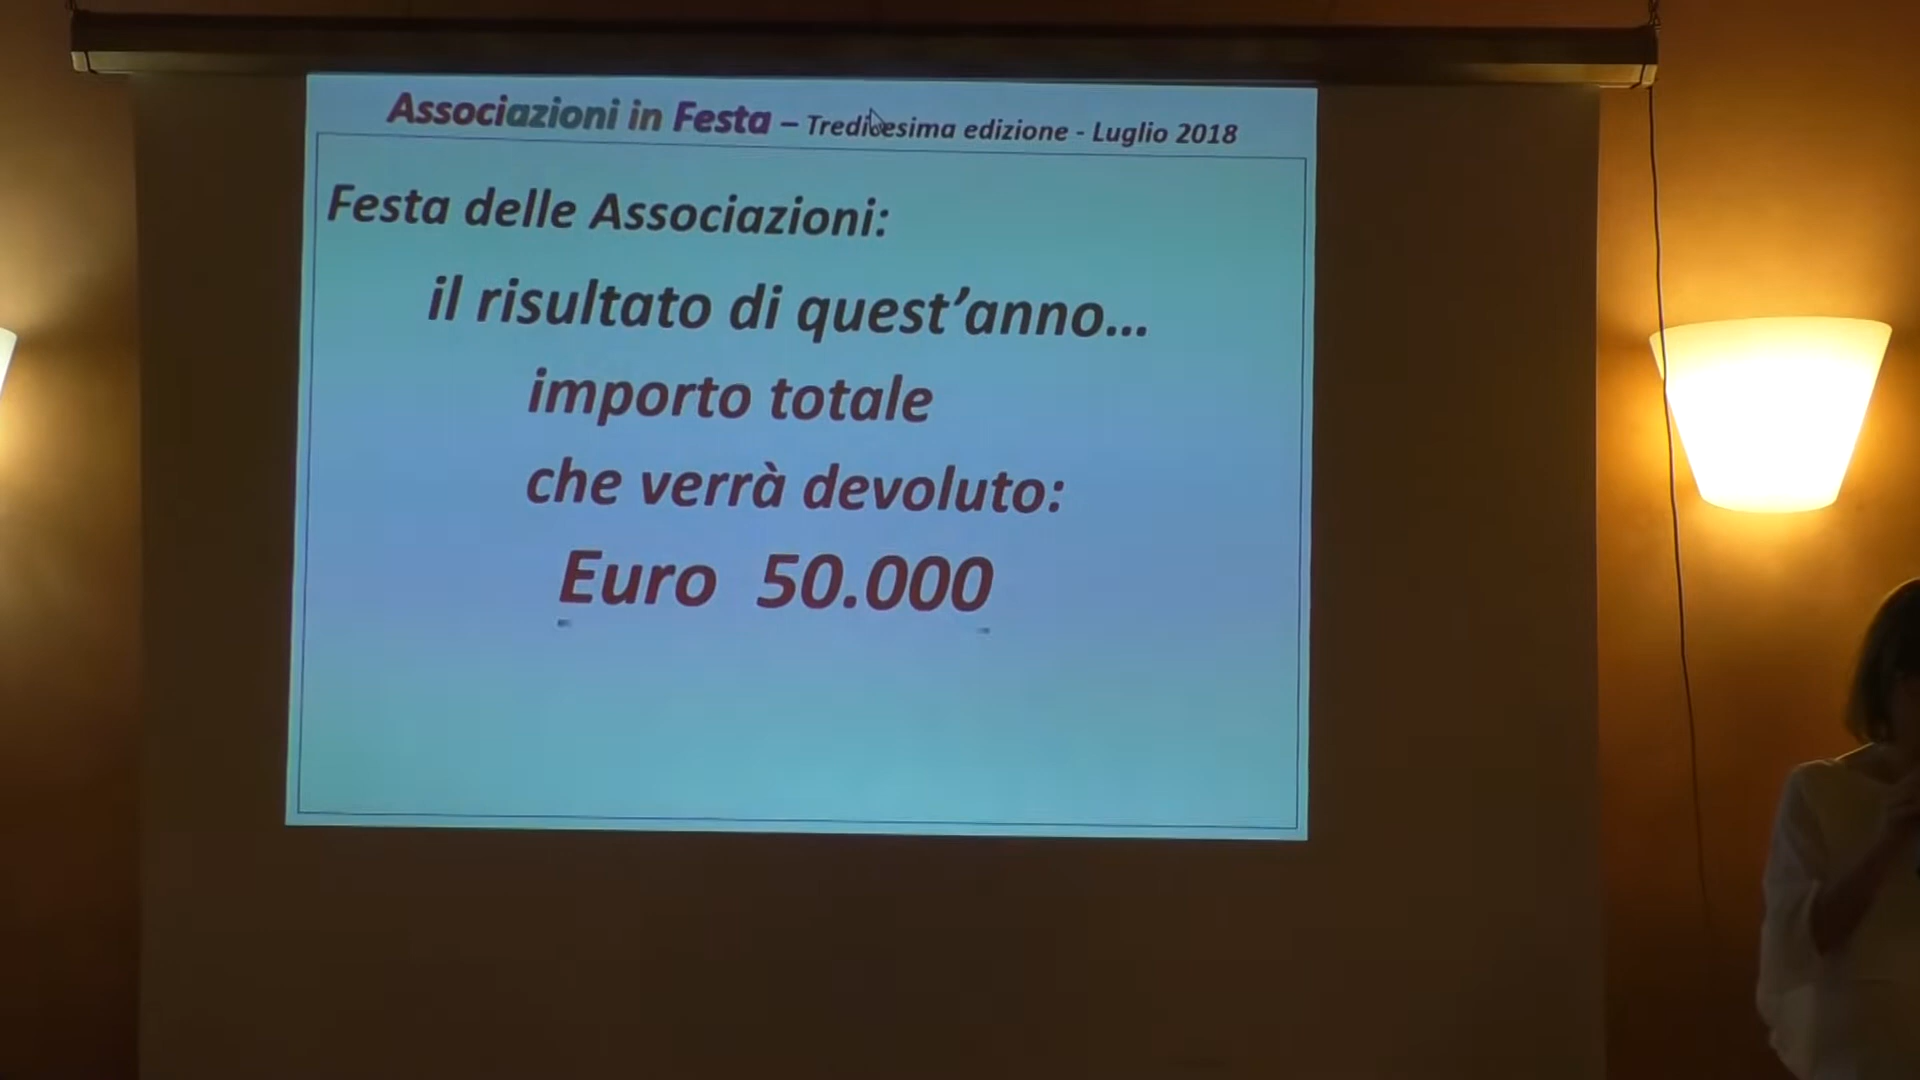 Associazioni in Festa – Tredicesima edizione - Luglio 2018
Festa delle Associazioni:
il risultato di quest’anno...
importo totale
che verrà devoluto:
Euro 50.000